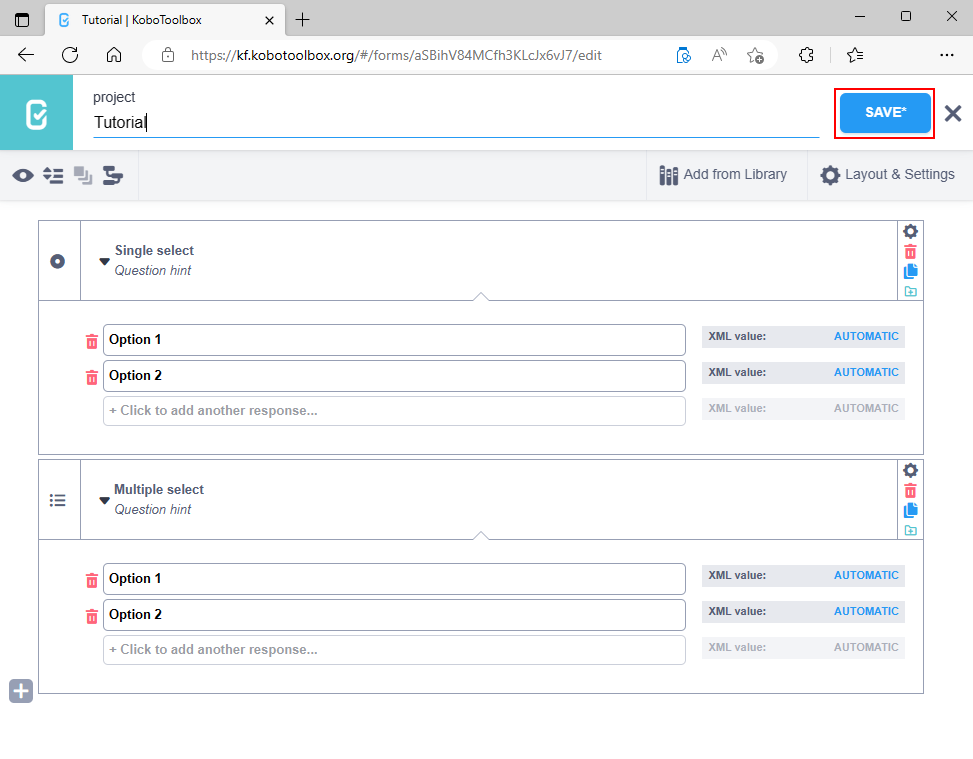 Tutorial | KoboToolbox
https://kf.kobotoolbox.org/#/forms/aSBihV84MCfh3KLcJx6vJ7/edit
project
Tutorial
SAVE*
Add from Library
Layout & Settings
Single select
Question hint
Option 1
XML value: AUTOMATIC
Option 2
XML value: AUTOMATIC
+ Click to add another response...
XML value: AUTOMATIC
Multiple select
Question hint
Option 1
XML value: AUTOMATIC
Option 2
XML value: AUTOMATIC
+ Click to add another response...
XML value: AUTOMATIC